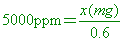 5000ppm = x(mg)/0.6